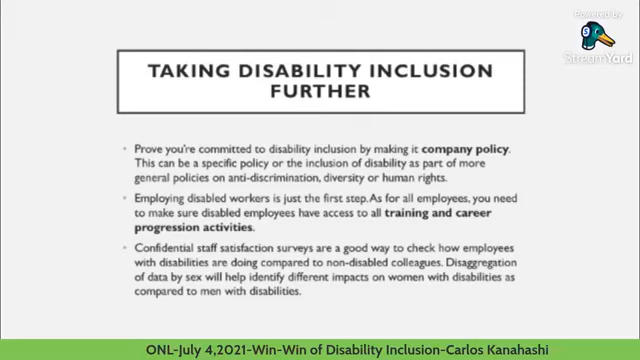 Powered by
StreamYard
TAKING DISABILITY INCLUSION
FURTHER
• Prove you're committed to disability inclusion by making it company policy.
This can be a specific policy or the inclusion of disability as part of more
general policies on anti-discrimination, diversity or human rights.
• Employing disabled workers is just the first step. As for all employees, you need
to make sure disabled employees have access to all training and career
progression activities.
• Confidential staff satisfaction surveys are a good way to check how employees
with disabilities are doing compared to non-disabled colleagues. Disaggregation
of data by sex will help identify different impacts on women with disabilities as
compared to men with disabilities.
ONL-July 4,2021-Win-Win of Disability Inclusion-Carlos Kanahashi